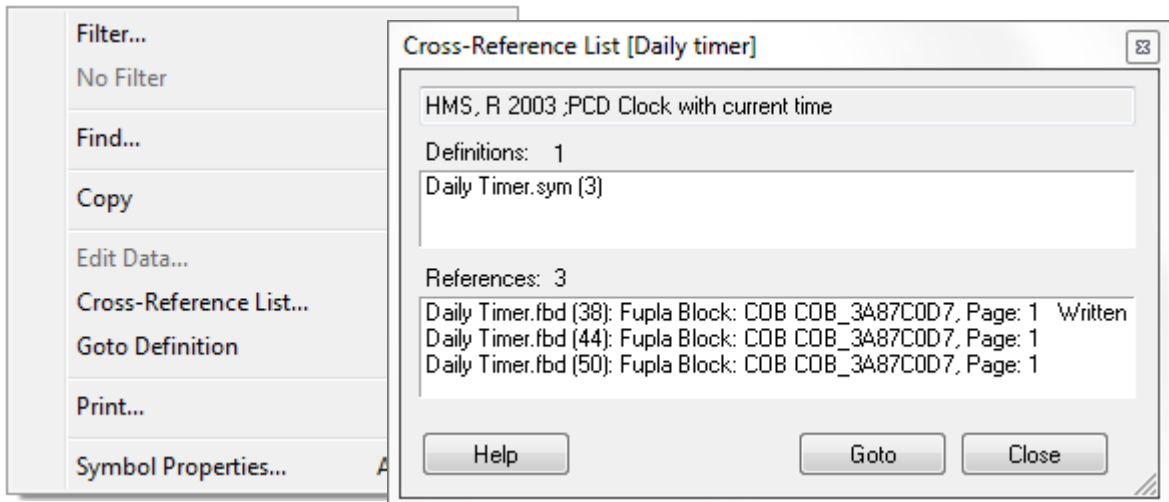 Filter...
No Filter
Find...
Copy
Edit Data...
Cross-Reference List...
Goto Definition
Print...
Symbol Properties...
Cross-Reference List [Daily timer]
HMS, R 2003 ;PCD Clock with current time
Definitions: 1
Daily Timer.sym (3)
References: 3
Daily Timer.fbd (38): Fupla Block: COB COB_3A87C0D7, Page: 1 Written
Daily Timer.fbd (44): Fupla Block: COB COB_3A87C0D7, Page: 1
Daily Timer.fbd (50): Fupla Block: COB COB_3A87C0D7, Page: 1
Help
Goto
Close